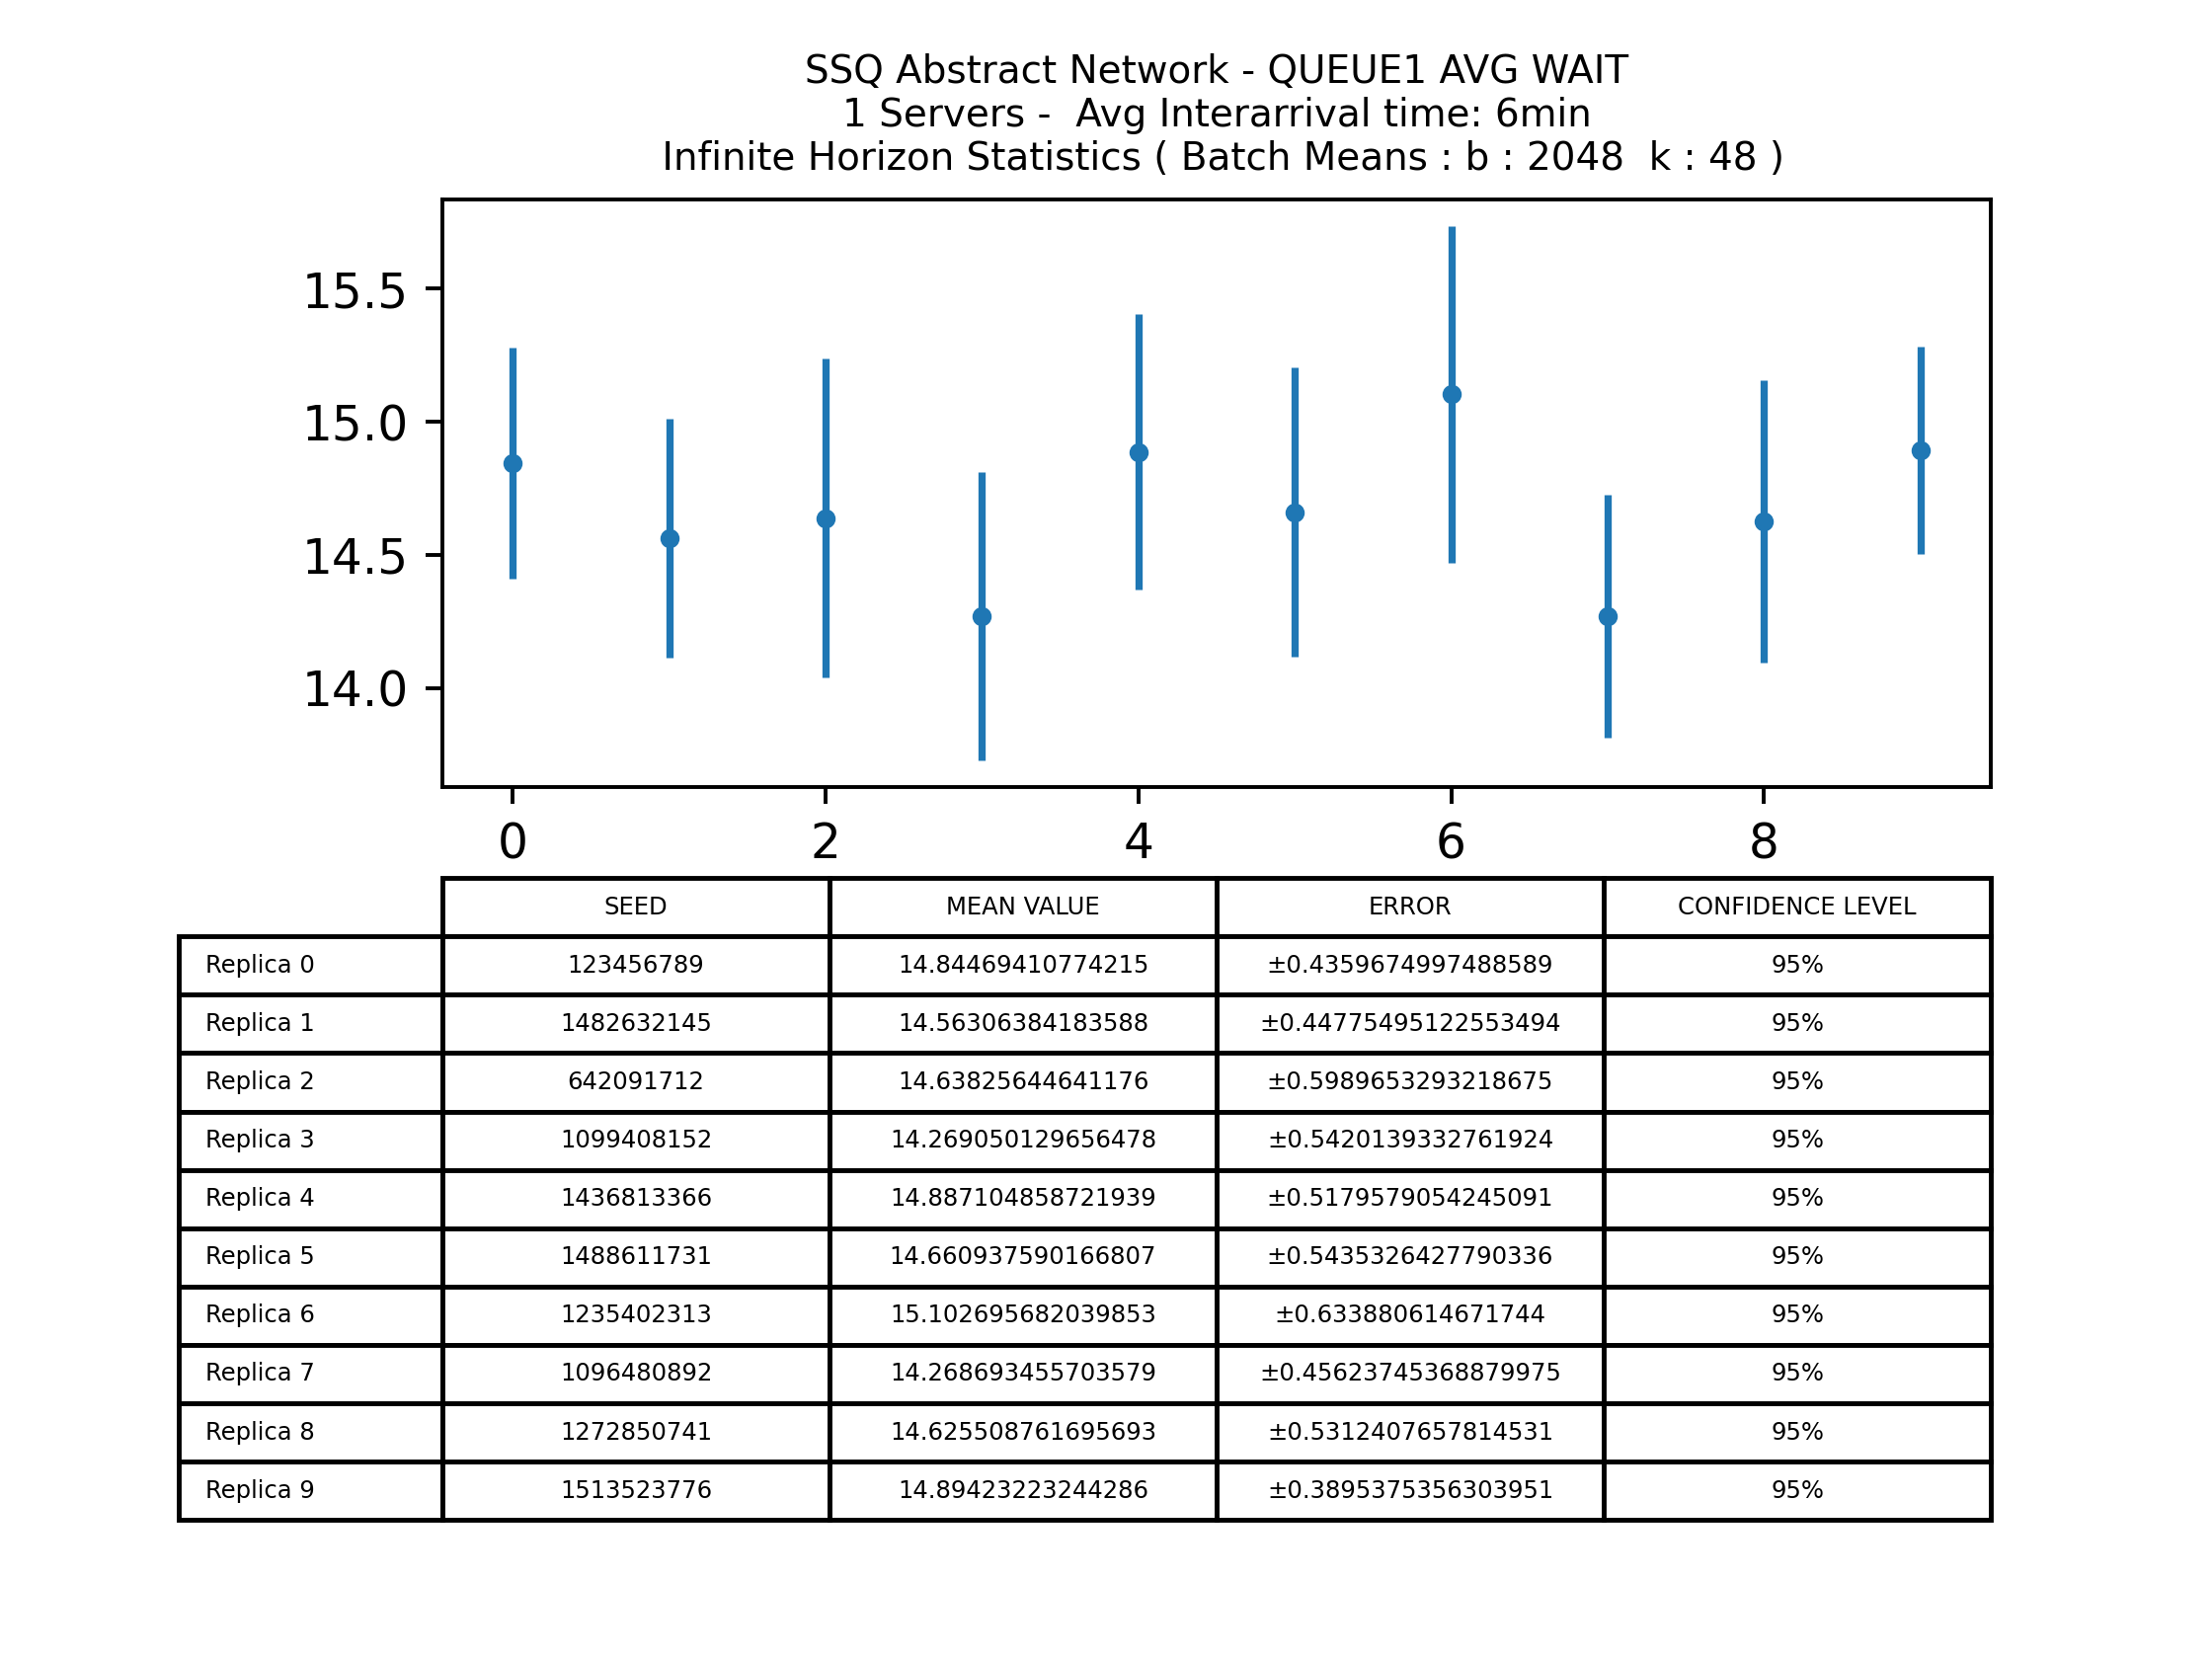 SSQ Abstract Network - QUEUE1 AVG WAIT
1 Servers -  Avg Interarrival time: 6min
Infinite Horizon Statistics ( Batch Means : b : 2048  k : 48 )
15.5
15.0
14.5
14.0
0 2 4 6 8
SEED MEAN VALUE ERROR CONFIDENCE LEVEL
Replica 0 123456789 14.84469410774215 ±0.4359674997488589 95%
Replica 1 1482632145 14.56306384183588 ±0.44775495122553494 95%
Replica 2 642091712 14.63825644641176 ±0.5989653293218675 95%
Replica 3 1099408152 14.269050129656478 ±0.5420139332761924 95%
Replica 4 1436813366 14.887104858721939 ±0.5179579054245091 95%
Replica 5 1488611731 14.660937590166807 ±0.5435326427790336 95%
Replica 6 1235402313 15.102695682039853 ±0.633880614671744 95%
Replica 7 1096480892 14.268693455703579 ±0.45623745368879975 95%
Replica 8 1272850741 14.625508761695693 ±0.5312407657814531 95%
Replica 9 1513523776 14.89423223244286 ±0.3895375356303951 95%